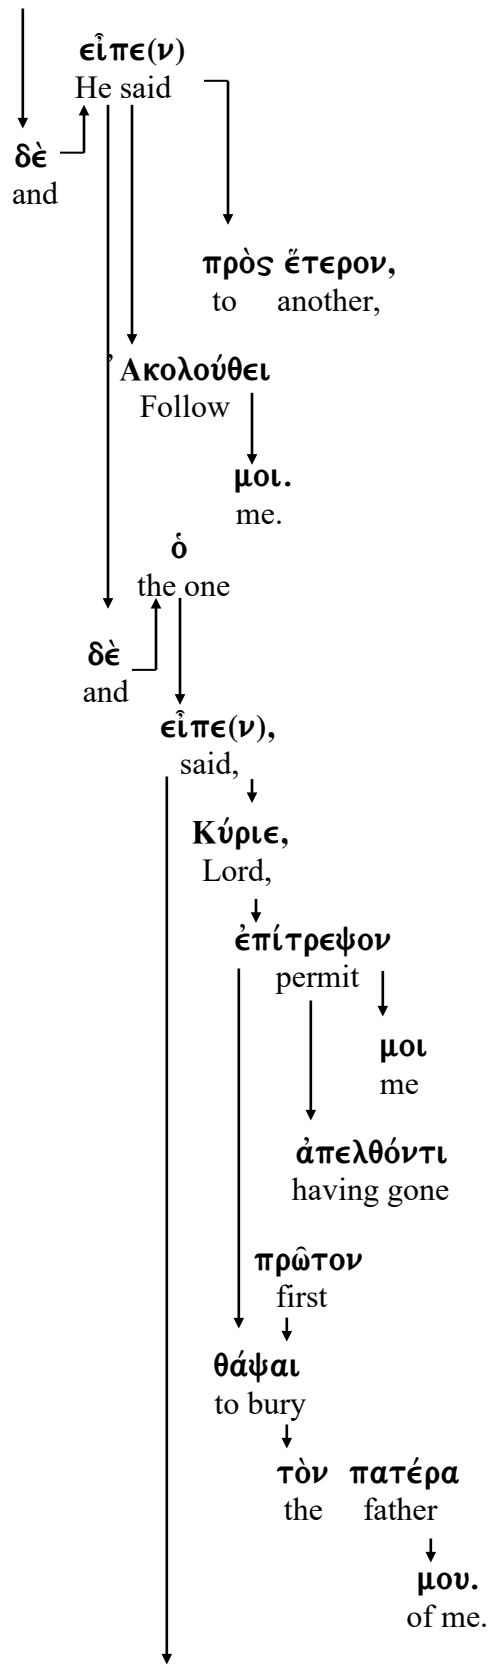 εἶπε(ν)
He said
δὲ
and
πρὸς ἕτερον,
to another,
Ἀκολούθει
Follow
μοι.
me.
ὁ
the one
δὲ
and
εἶπε(ν),
said,
Κύριε,
Lord,
ἐπίτρεψον
permit
μοι
me
ἀπελθόντι
having gone
πρῶτον
first
θάψαι
to bury
τὸν πατέρα
the father
μου.
of me.